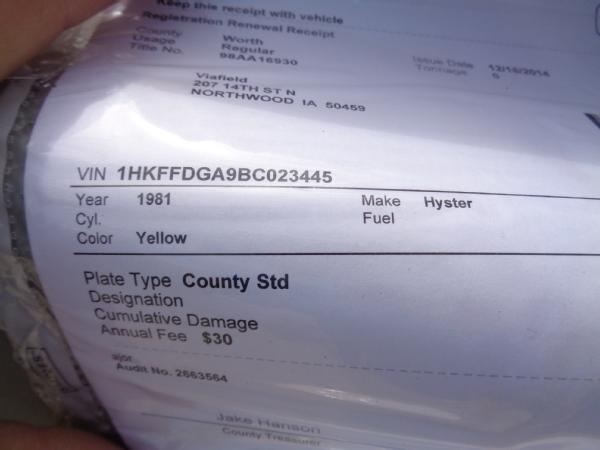 Keep this receipt with vehicle
Registration Renewal Receipt
County Worth
Usage Regular
Title No. 98AA16930
Issue Date 12/16/2014
Tonnage 5
Viafield
207 14TH ST N
NORTHWOOD IA 50459
VIN 1HKFFDGA9BC023445
Year 1981 Make Hyster
Cyl. Fuel
Color Yellow
Plate Type County Std
Designation
Cumulative Damage
Annual Fee $30
ajor
Audit No. 2663564
Jake Hanson
County Treasurer